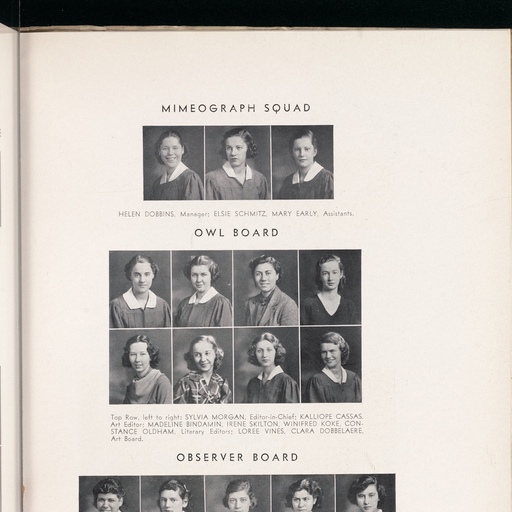 MIMEOGRAPH SQUAD
HELEN DOBBINS, Manager; ELSIE SCHMITZ, MARY EARLY, Assistants.
OWL BOARD
Top Row, left to right: SYLVIA MORGAN, Editor-in-Chief; KALLIOPE CASSAS,
Art Editor; MADELINE BINDAMIN, IRENE SKILTON, WINIFRED KOKE, CON-
STANCE OLDHAM, Literary Editors; LOREE VINES, CLARA DOBBELAERE,
Art Board.
OBSERVER BOARD